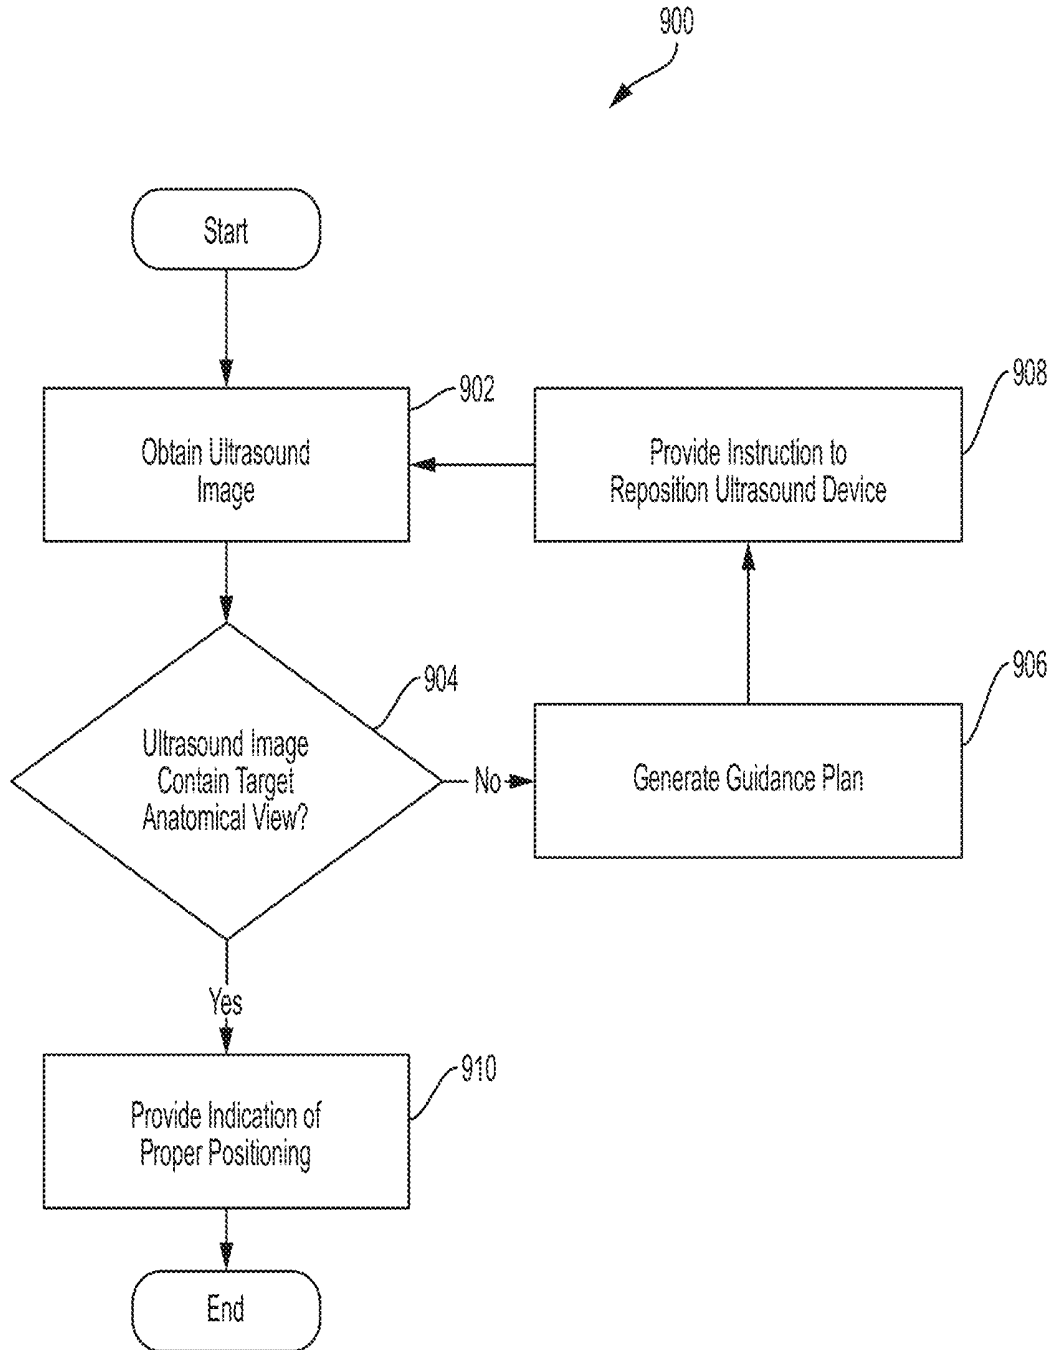 900
Start
902
Obtain Ultrasound
Image
908
Provide Instruction to
Reposition Ultrasound Device
904
Ultrasound Image
Contain Target
Anatomical View?
No
906
Generate Guidance Plan
Yes
910
Provide Indication of
Proper Positioning
End